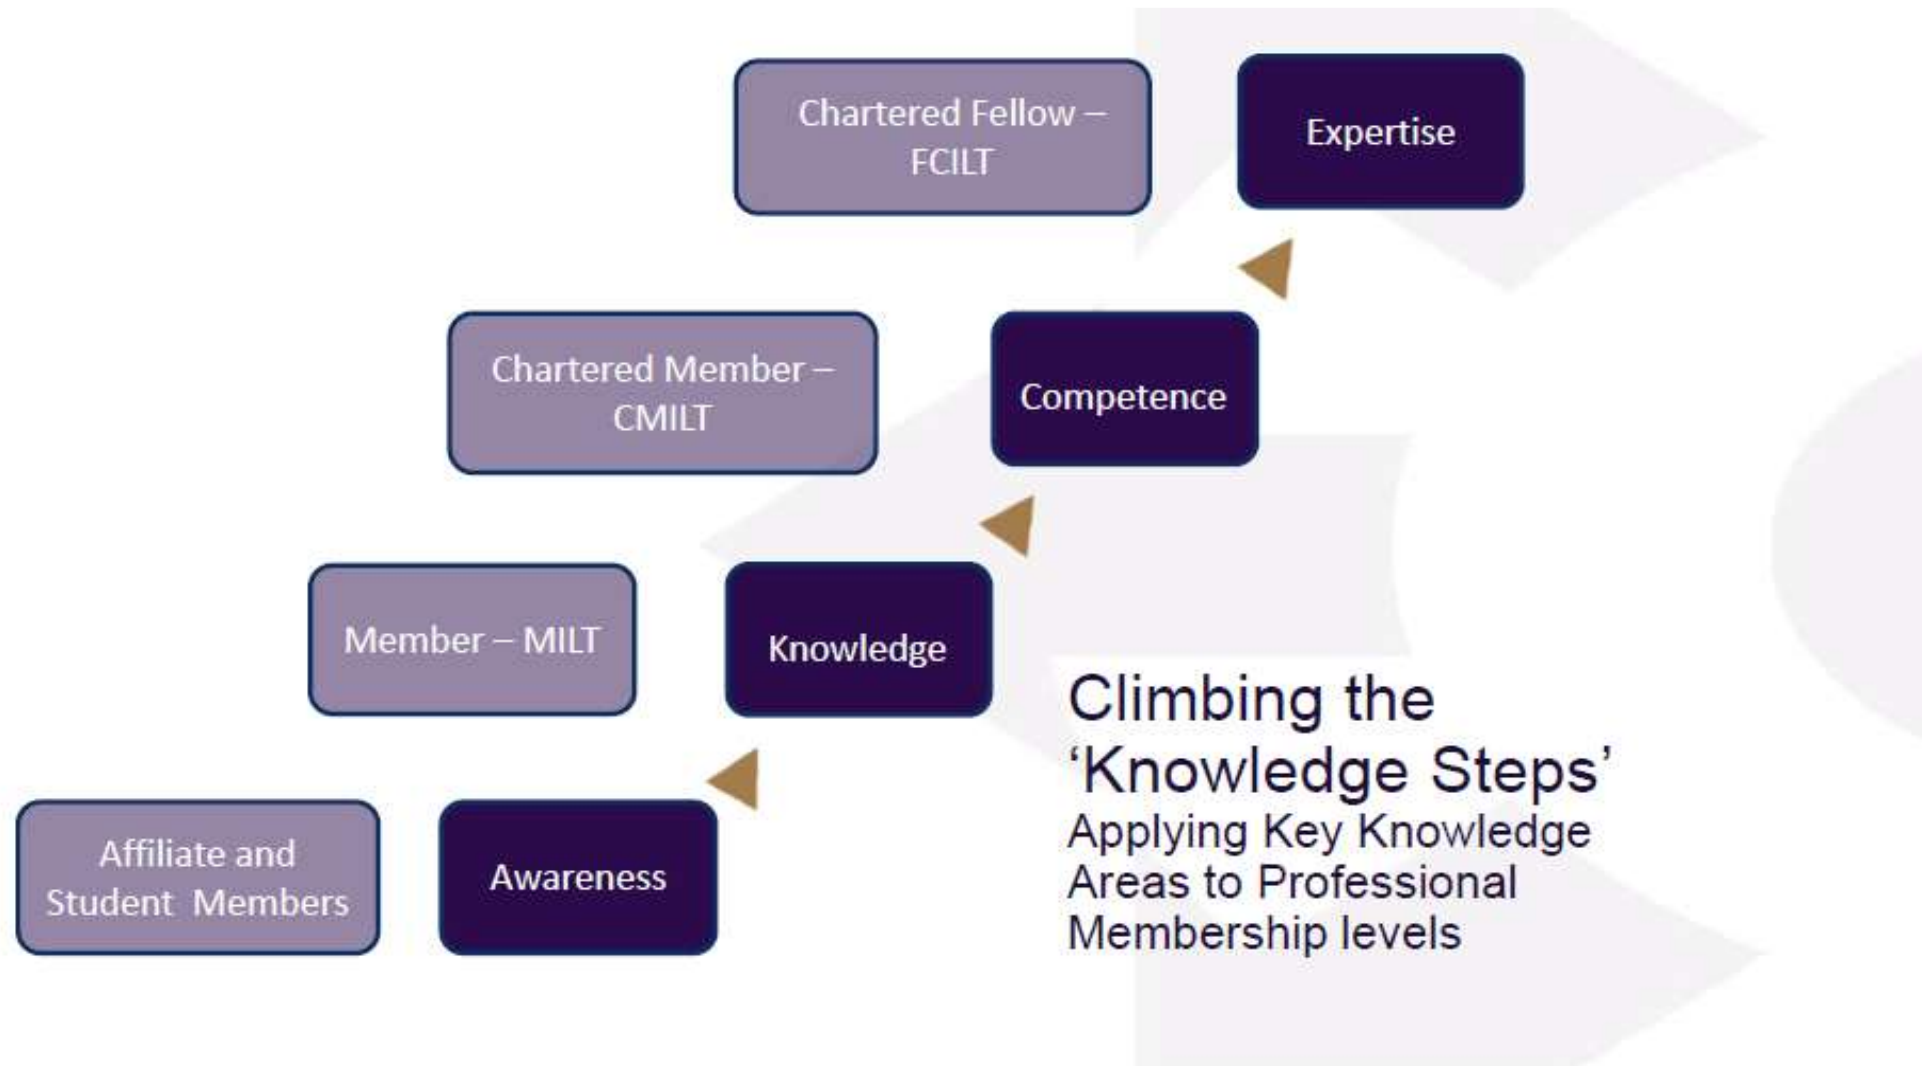 Chartered Fellow –
FCILT
Expertise
Chartered Member –
CMILT
Competence
Member – MILT
Knowledge
Affiliate and
Student  Members
Awareness
Climbing the
‘Knowledge Steps’
Applying Key Knowledge
Areas to Professional
Membership levels